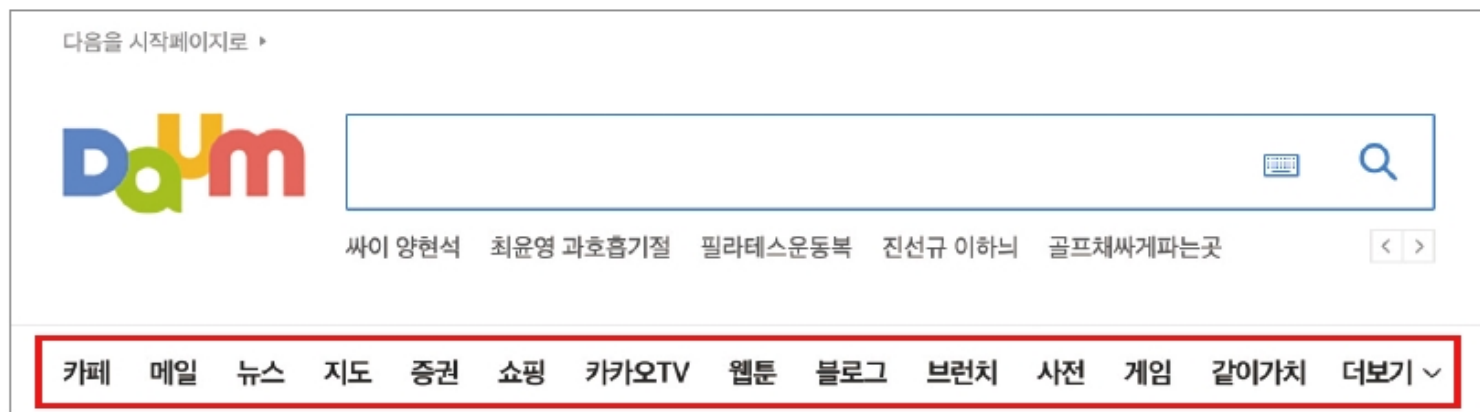 다음을 시작페이지로
Daum
싸이 양현석 최윤영 과호흡기절 필라테스운동복 진선규 이하늬 골프채싸게파는곳
카페 메일 뉴스 지도 증권 쇼핑 카카오TV 웹툰 블로그 브런치 사전 게임 같이가치 더보기